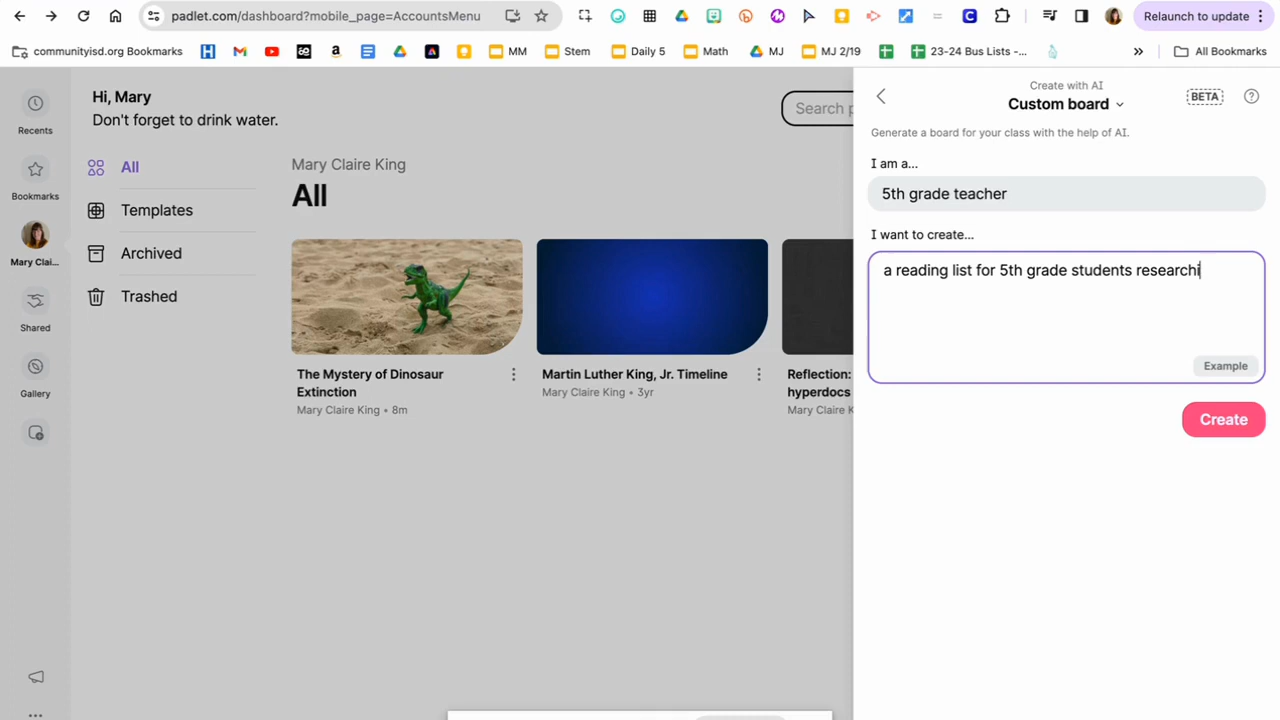 padlet.com/dashboard?mobile_page=AccountsMenu
Relaunch to update
communityisd.org Bookmarks
MM
Stem
Daily 5
Math
MJ
MJ 2/19
23-24 Bus Lists -...
»
All Bookmarks
Recents
Bookmarks
Mary Clai...
Shared
Gallery
Hi, Mary
Don't forget to drink water.
All
Templates
Archived
Trashed
Mary Claire King
All
Search p
The Mystery of Dinosaur
Extinction
Mary Claire King • 8m
Martin Luther King, Jr. Timeline
Mary Claire King • 3yr
Reflection:
hyperdocs
Mary Claire K
Create with AI
Custom board
BETA
Generate a board for your class with the help of AI.
I am a...
5th grade teacher
I want to create...
a reading list for 5th grade students researchi
Example
Create